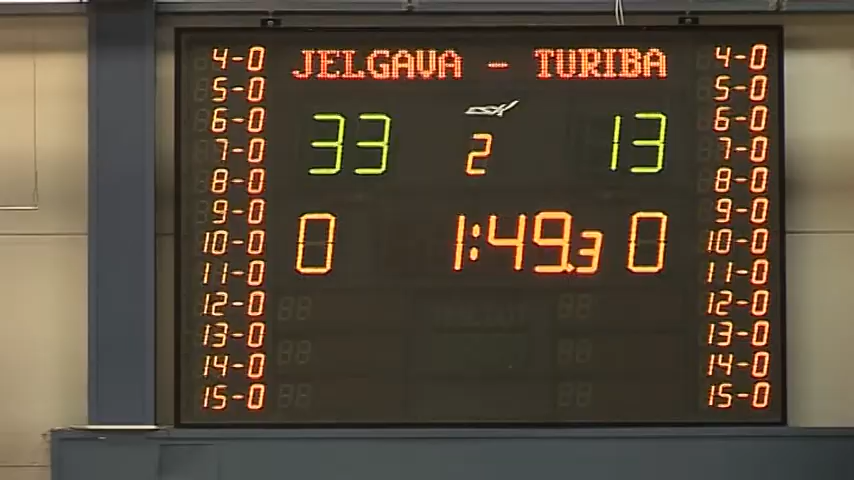 4-0 JELGAVA - TURIBA 4-0
5-0 5-0
6-0 33 ESK 13 6-0
7-0 2 7-0
8-0 8-0
9-0 9-0
10-0 0 1:49.3 0 10-0
11-0 11-0
12-0 12-0
13-0 13-0
14-0 14-0
15-0 15-0